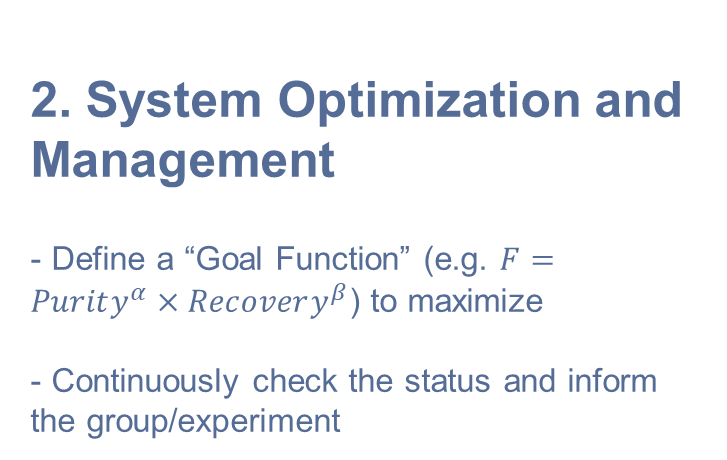 2. System Optimization and
Management
- Define a “Goal Function” (e.g. 𝐹 =
𝑃𝑢𝑟𝑖𝑡𝑦^𝛼 × 𝑅𝑒𝑐𝑜𝑣𝑒𝑟𝑦^𝛽) to maximize
- Continuously check the status and inform
the group/experiment